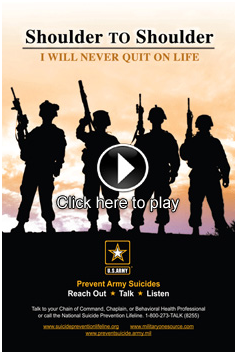 Shoulder TO Shoulder
I WILL NEVER QUIT ON LIFE
Click here to play
U.S.ARMY
Prevent Army Suicides
Reach Out ★ Talk ★ Listen
Talk to your Chain of Command, Chaplain, or Behavioral Health Professional
or call the National Suicide Prevention Lifeline. 1-800-273-TALK (8255)
www.suicidepreventionlifeline.org www.militaryonesource.com
www.preventsuicide.army.mil